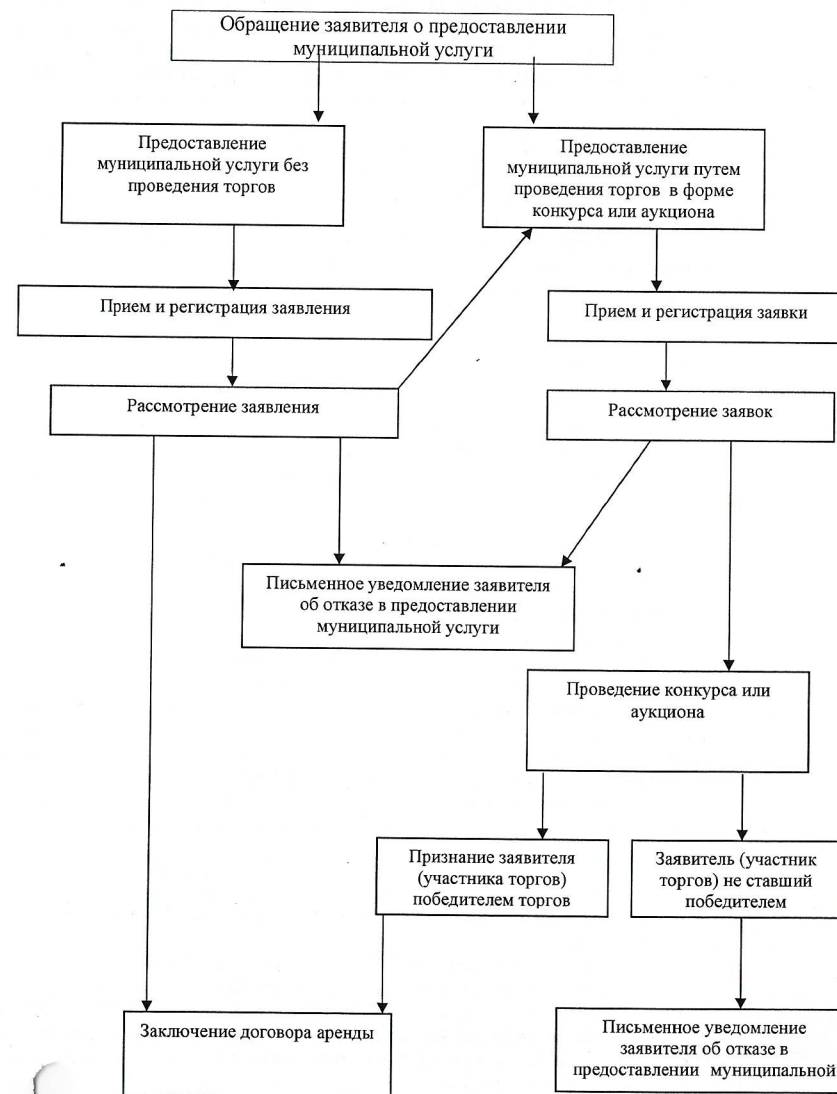 Обращение заявителя о предоставлении
муниципальной услуги
Предоставление
муниципальной услуги без
проведения торгов
Предоставление
муниципальной услуги путем
проведения торгов в форме
конкурса или аукциона
Прием и регистрация заявления
Прием и регистрация заявки
Рассмотрение заявления
Рассмотрение заявок
Письменное уведомление заявителя
об отказе в предоставлении
муниципальной услуги
Проведение конкурса или
аукциона
Признание заявителя
(участника торгов)
победителем торгов
Заявитель (участник
торгов) не ставший
победителем
Заключение договора аренды
Письменное уведомление
заявителя об отказе в
предоставлении муниципальной